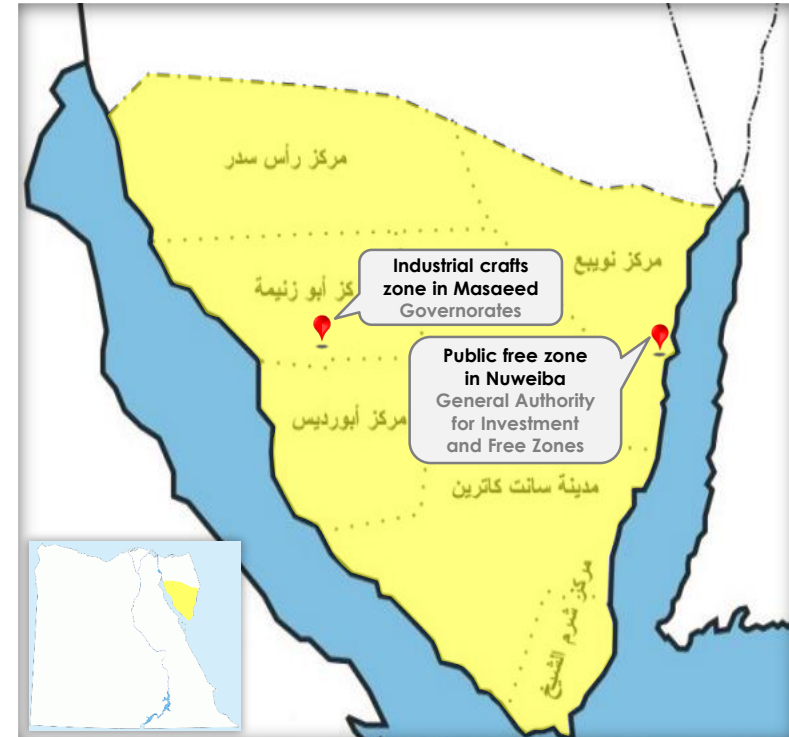 مركز رأس سدر
مركز نويبع
Industrial crafts
zone in Masaeed
Governorates
كز أبو زنيمة
Public free zone
in Nuweiba
General Authority
for Investment
and Free Zones
مركز أبورديس
مدينة سانت كاترين
مركز شرم الشيخ